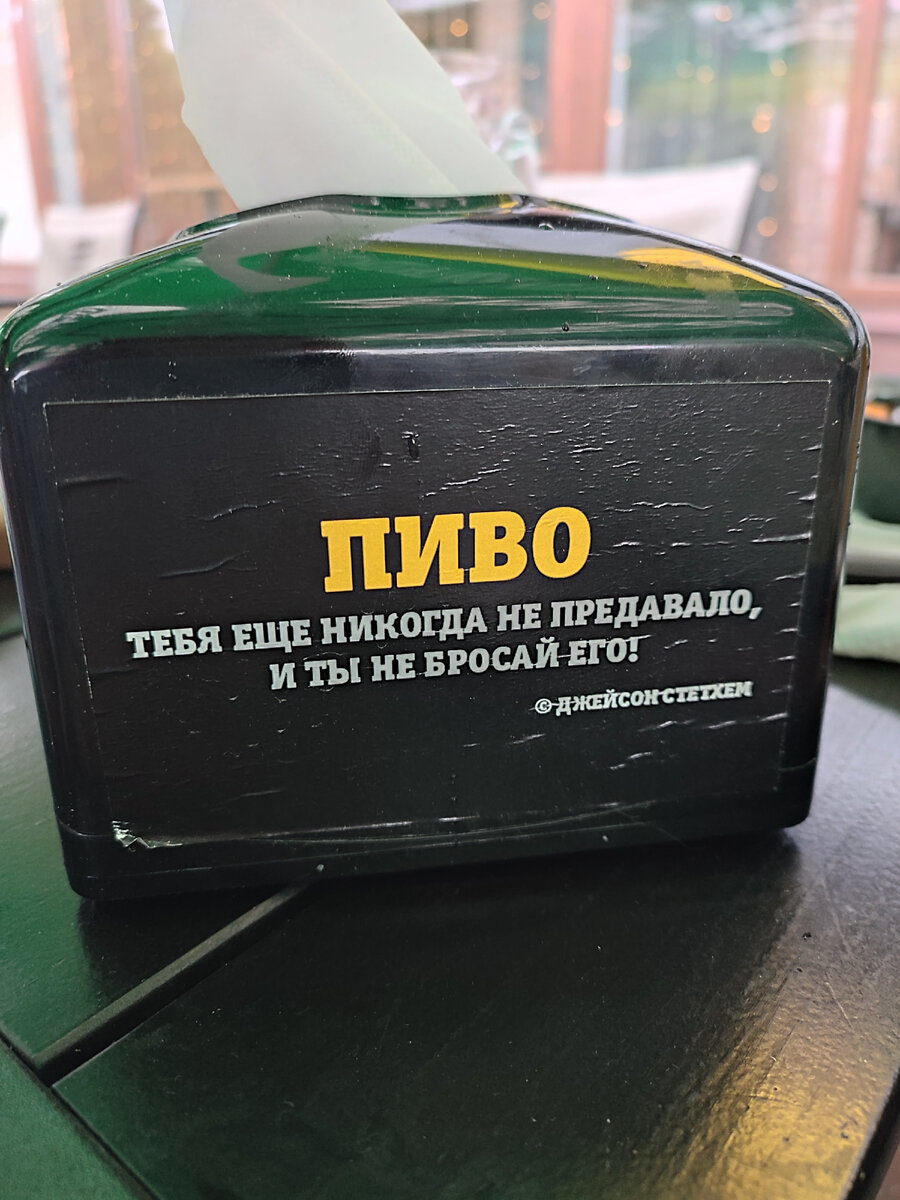 ПИВО
ТЕБЯ ЕЩЕ НИКОГДА НЕ ПРЕДАВАЛО,
И ТЫ НЕ БРОСАЙ ЕГО!
© ДЖЕЙСОН СТЕТХЕМ